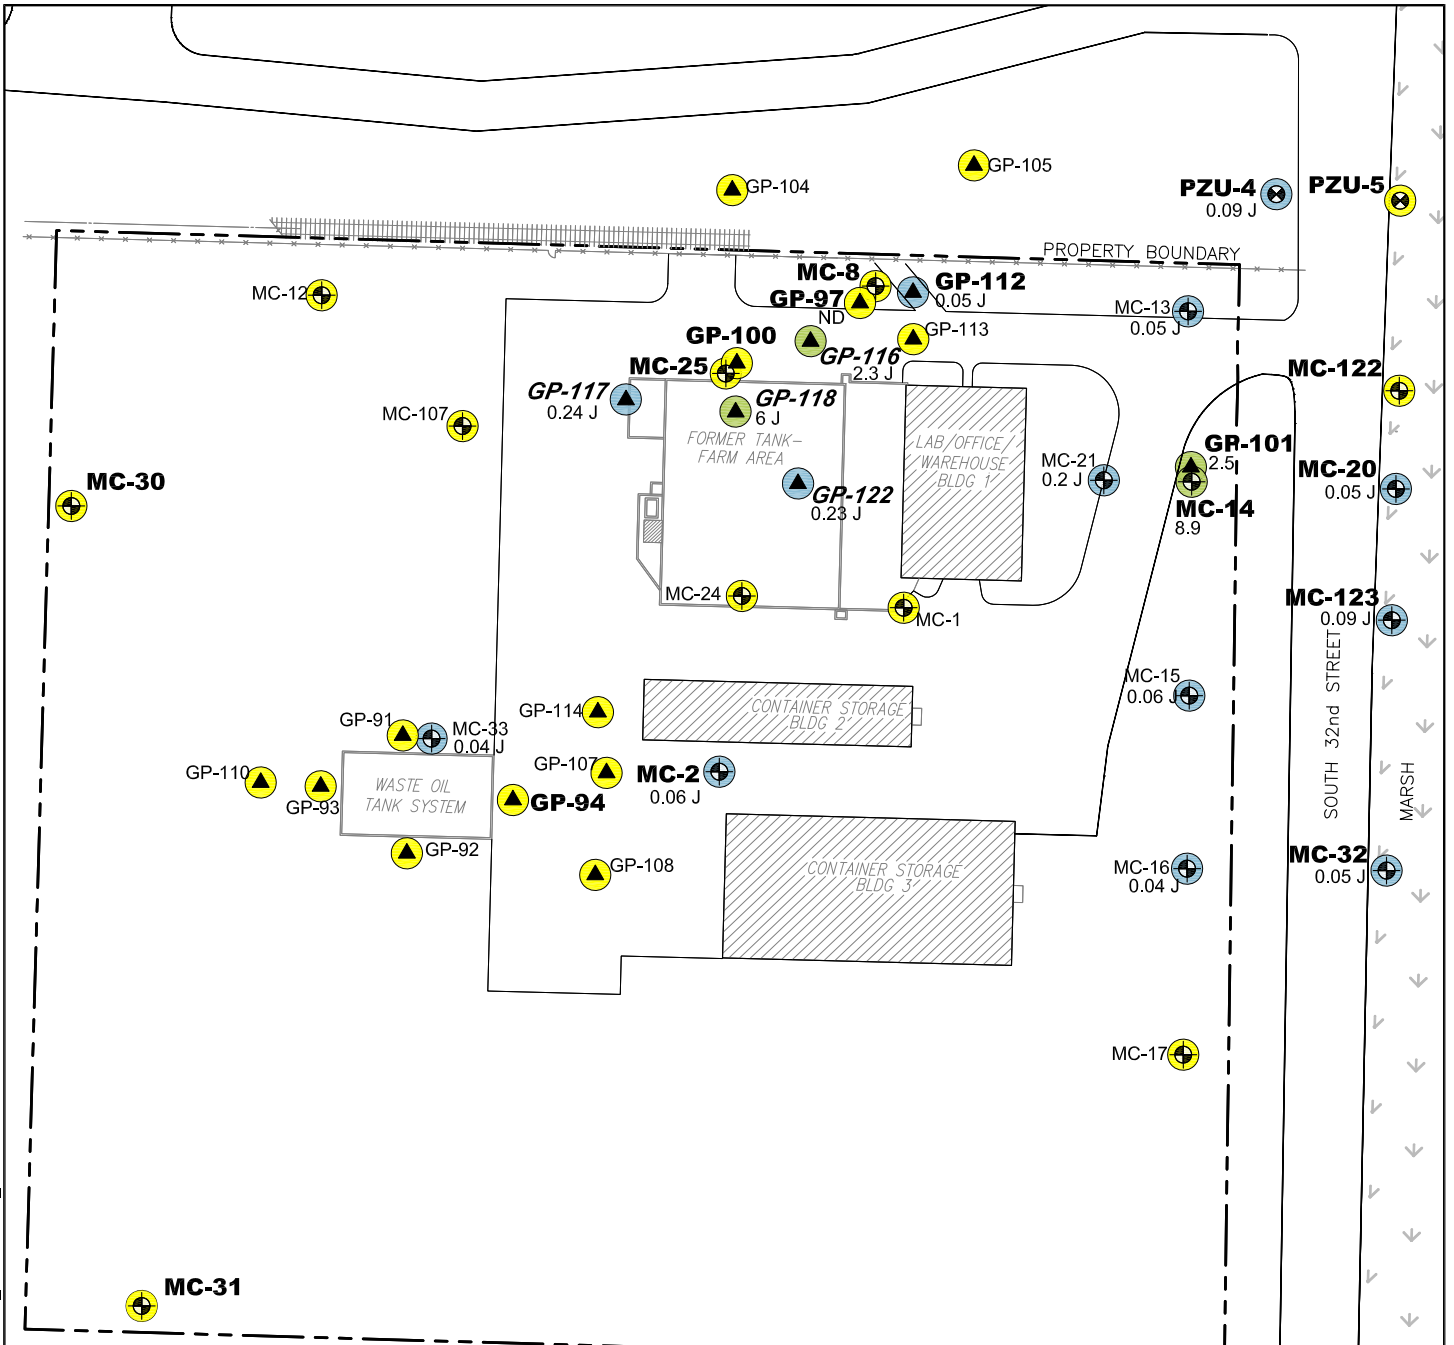 GP-105
GP-104
PZU-4
0.09 J
PZU-5
PROPERTY BOUNDARY
MC-8
GP-112
0.05 J
MC-12
GP-97
ND
MC-13
0.05 J
GP-113
GP-100
GP-116
2.3 J
MC-25
MC-122
GP-117
0.24 J
GP-118
6 J
MC-107
FORMER TANK-
FARM AREA
LAB/OFFICE/
WAREHOUSE
BLDG 1
GP-101
2.5
MC-21
0.2 J
MC-20
0.05 J
MC-30
GP-122
0.23 J
MC-14
8.9
MC-24
MC-1
MC-123
0.09 J
MC-15
0.06 J
SOUTH 32nd STREET
MARSH
GP-114
CONTAINER STORAGE
BLDG 2
GP-91
MC-33
0.04 J
GP-110
GP-93
WASTE OIL
TANK SYSTEM
GP-107
MC-2
0.06 J
GP-94
GP-92
GP-108
CONTAINER STORAGE
BLDG 3
MC-16
0.04 J
MC-32
0.05 J
MC-17
MC-31